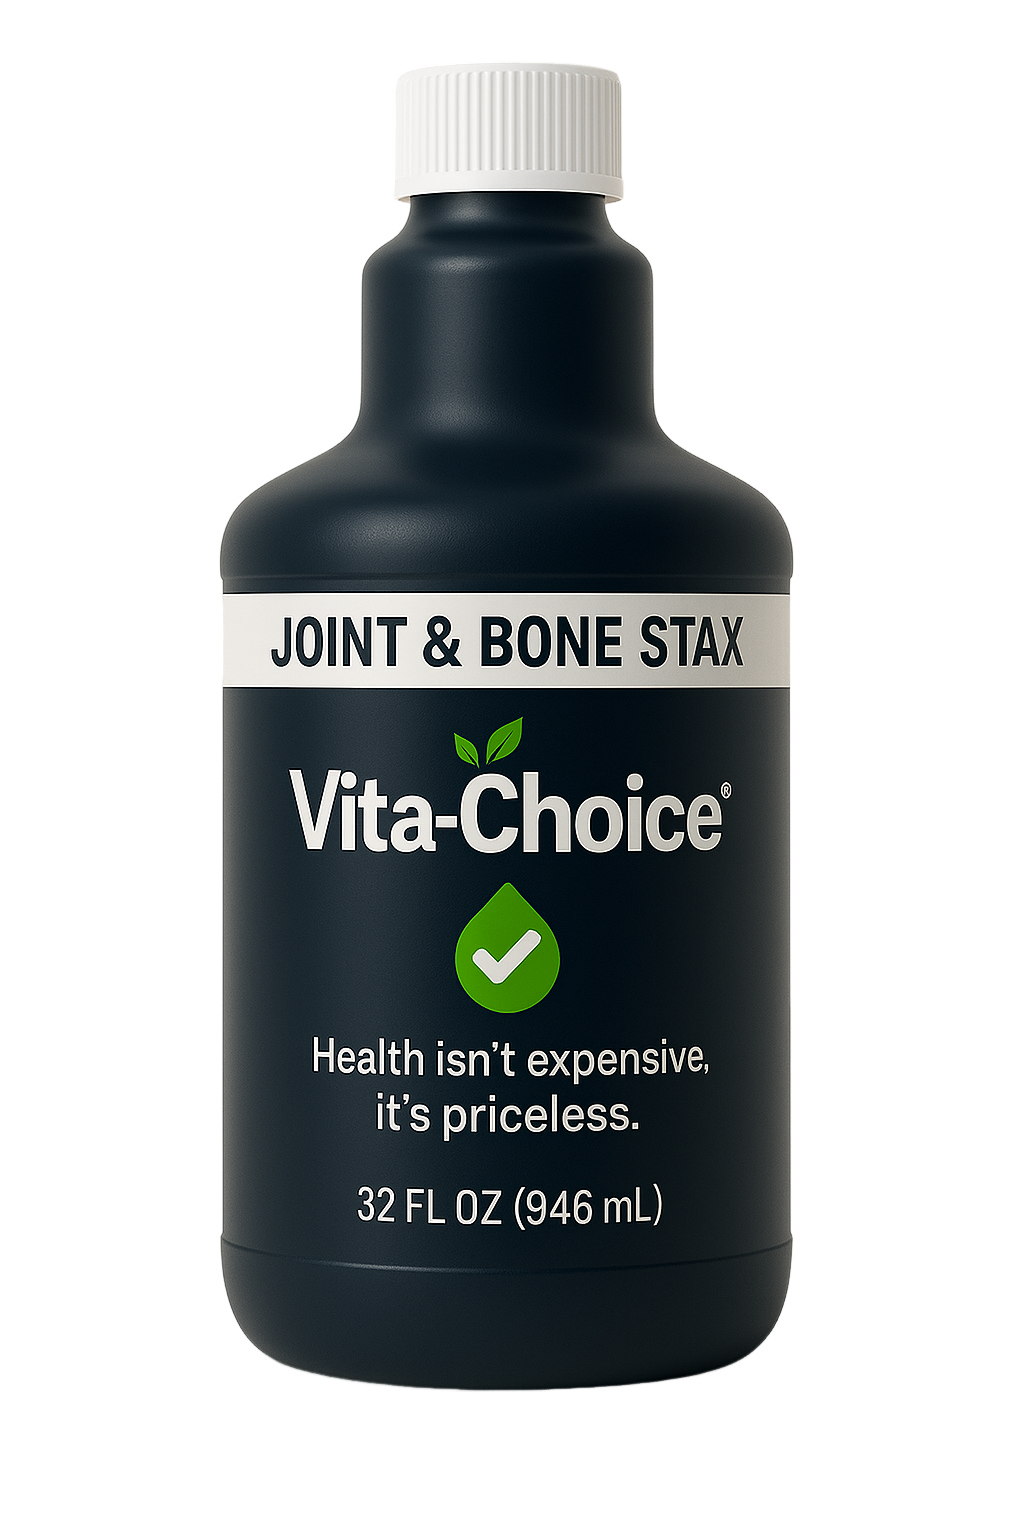 JOINT & BONE STAX
Vita-Choice®
Health isn't expensive,
it's priceless.
32 FL OZ (946 mL)